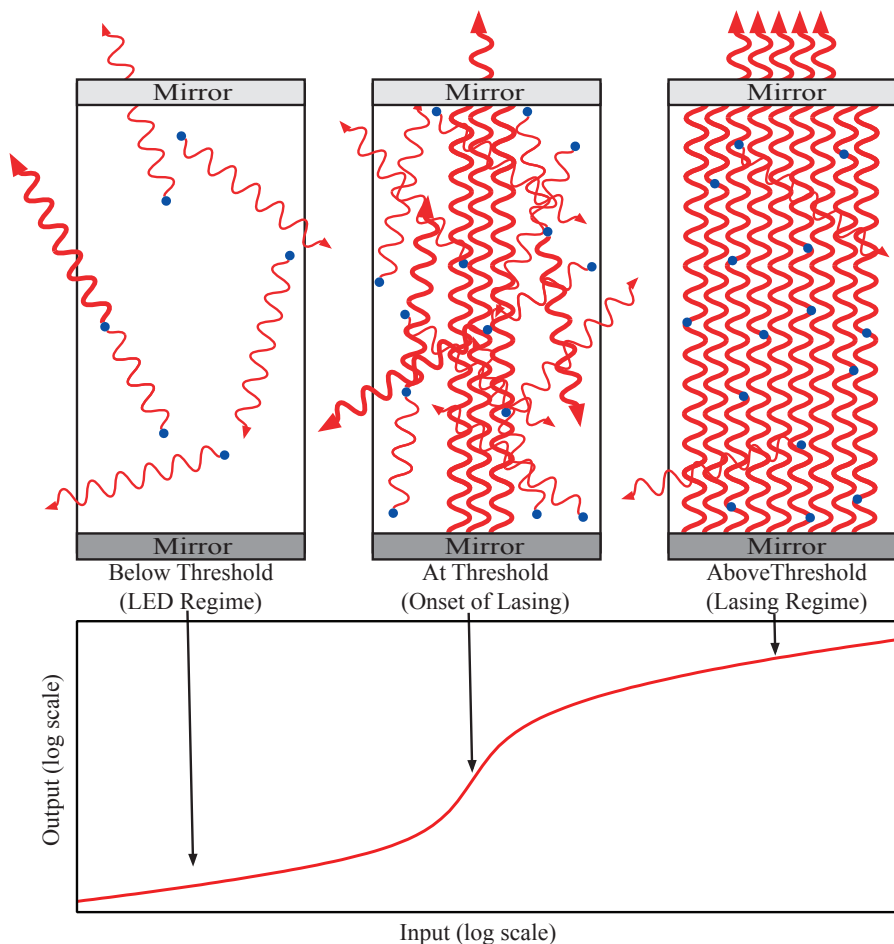 Mirror
Mirror
Mirror
Mirror
Mirror
Mirror
Below Threshold
(LED Regime)
At Threshold
(Onset of Lasing)
AboveThreshold
(Lasing Regime)
Output (log scale)
Input (log scale)